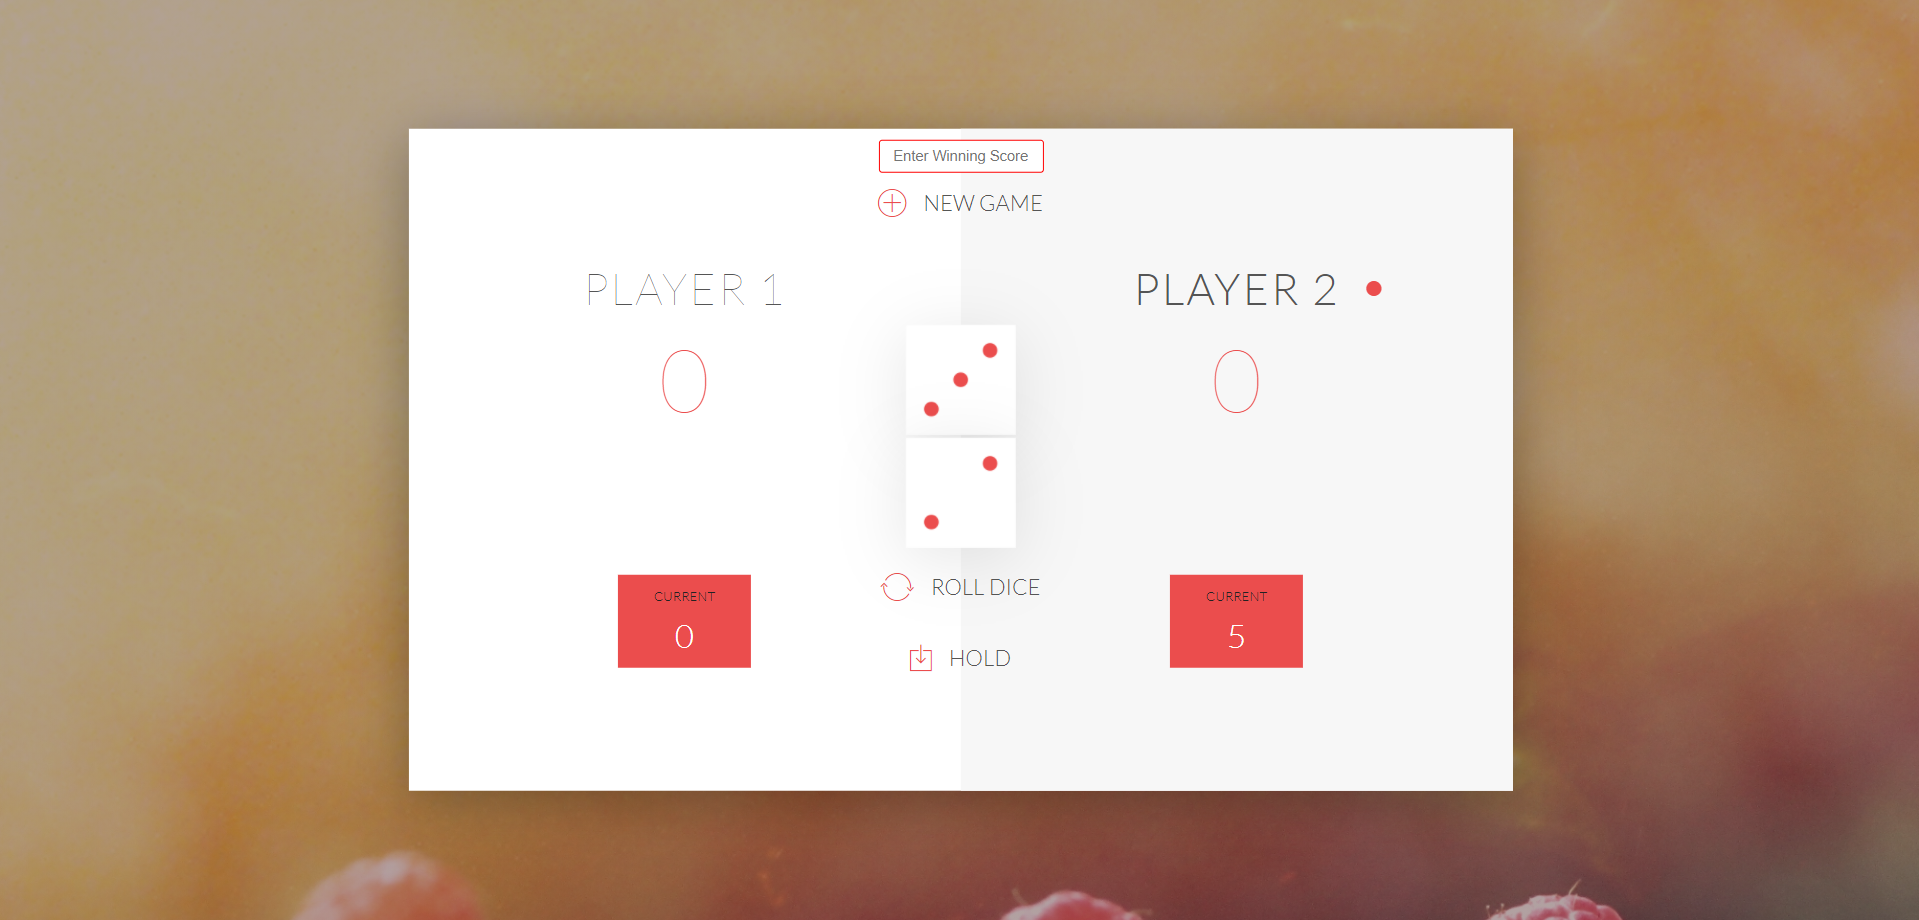 Enter Winning Score
NEW GAME
PLAYER 1
0
PLAYER 2
0
ROLL DICE
HOLD
CURRENT
0
CURRENT
5